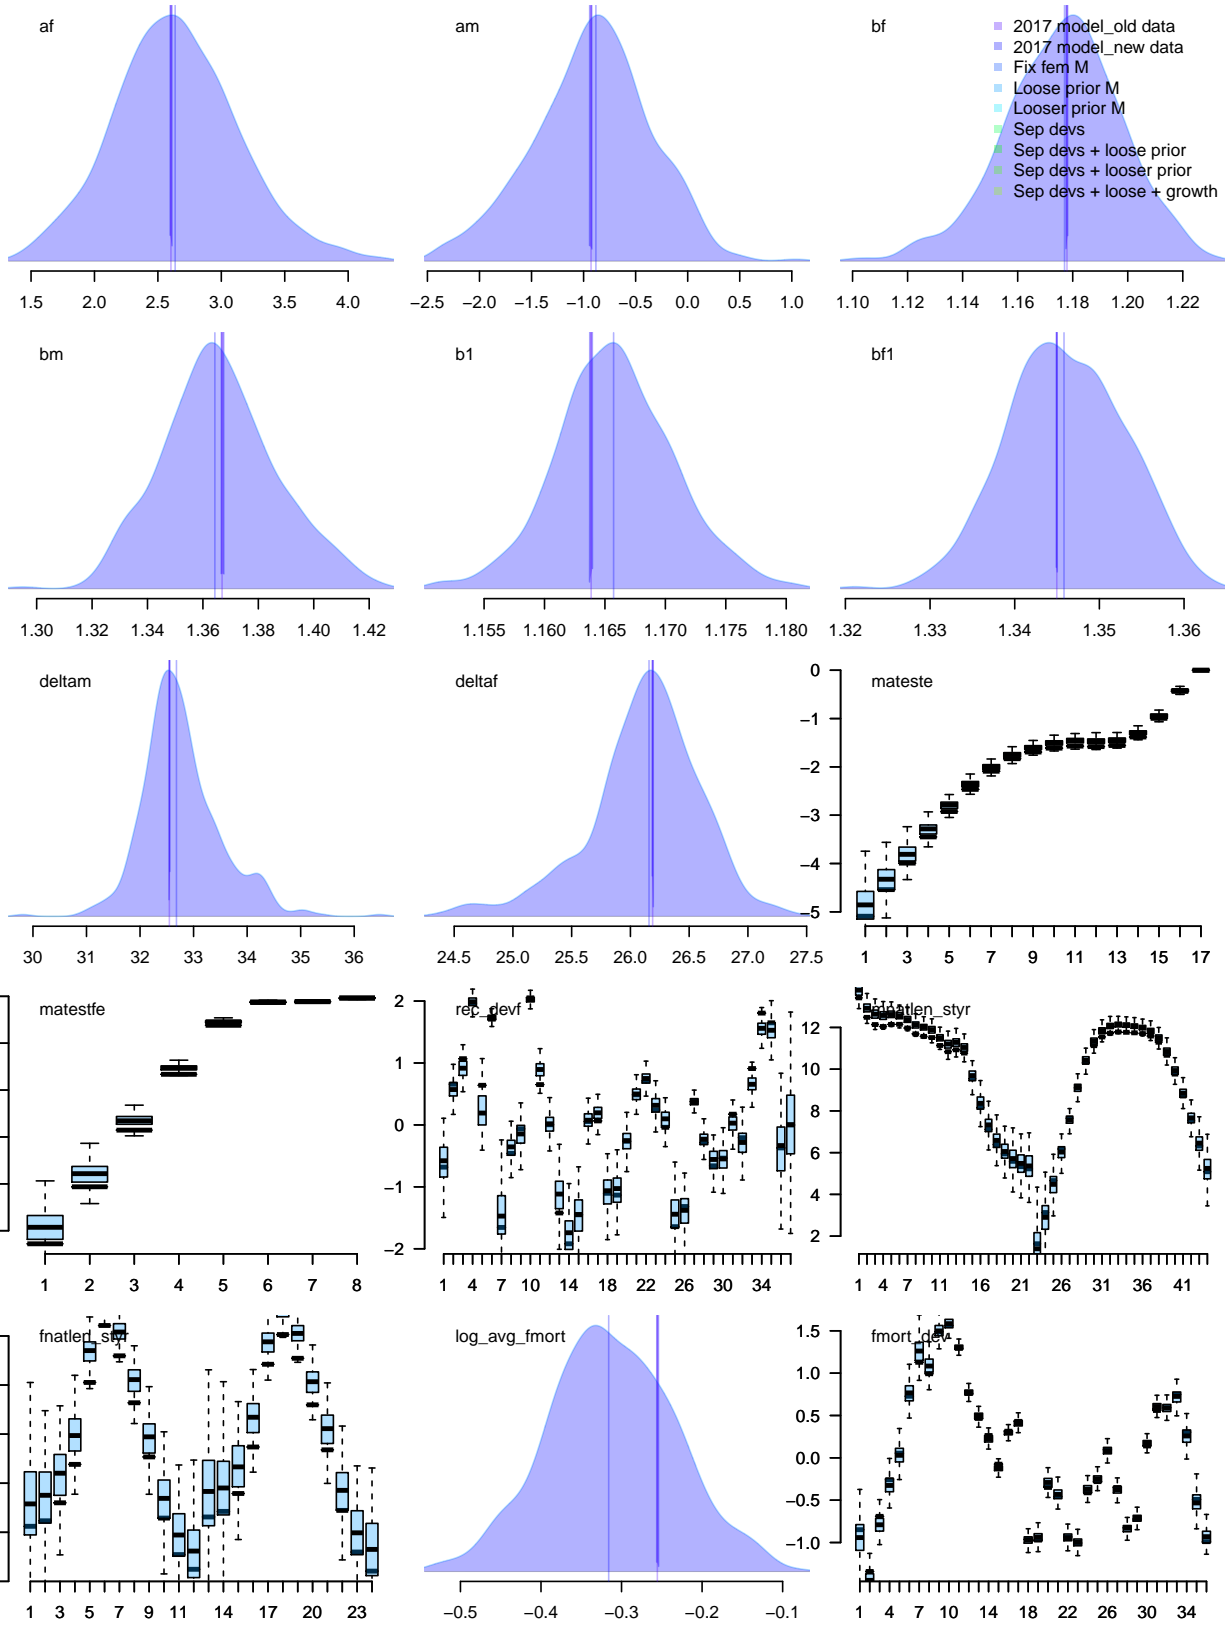 af
am
bf
2017 model_old data
2017 model_new data
Fix fem M
Loose prior M
Looser prior M
Sep devs
Sep devs + loose prior
Sep devs + looser prior
Sep devs + loose + growth
1.5 2.0 2.5 3.0 3.5 4.0
−2.5 −2.0 −1.5 −1.0 −0.5 0.0 0.5 1.0
1.10 1.12 1.14 1.16 1.18 1.20 1.22
bm
b1
bf1
1.30 1.32 1.34 1.36 1.38 1.40 1.42
1.155 1.160 1.165 1.170 1.175 1.180
1.32 1.33 1.34 1.35 1.36
deltam
deltaf
mateste
0
−1
−2
−3
−4
−5
30 31 32 33 34 35 36
24.5 25.0 25.5 26.0 26.5 27.0 27.5
1 3 5 7 9 11 13 15 17
matestfe
rec_devf
mnatlen_styr
2
1
0
−1
−2
12
10
8
6
4
2
1 2 3 4 5 6 7 8
1 4 7 10 14 18 22 26 30 34
1 4 7 11 16 21 26 31 36 41
fnatlen_styr
log_avg_fmort
fmort_dev
1.5
1.0
0.5
0.0
−0.5
−1.0
1 3 5 7 9 11 14 17 20 23
−0.5 −0.4 −0.3 −0.2 −0.1
1 4 7 10 14 18 22 26 30 34